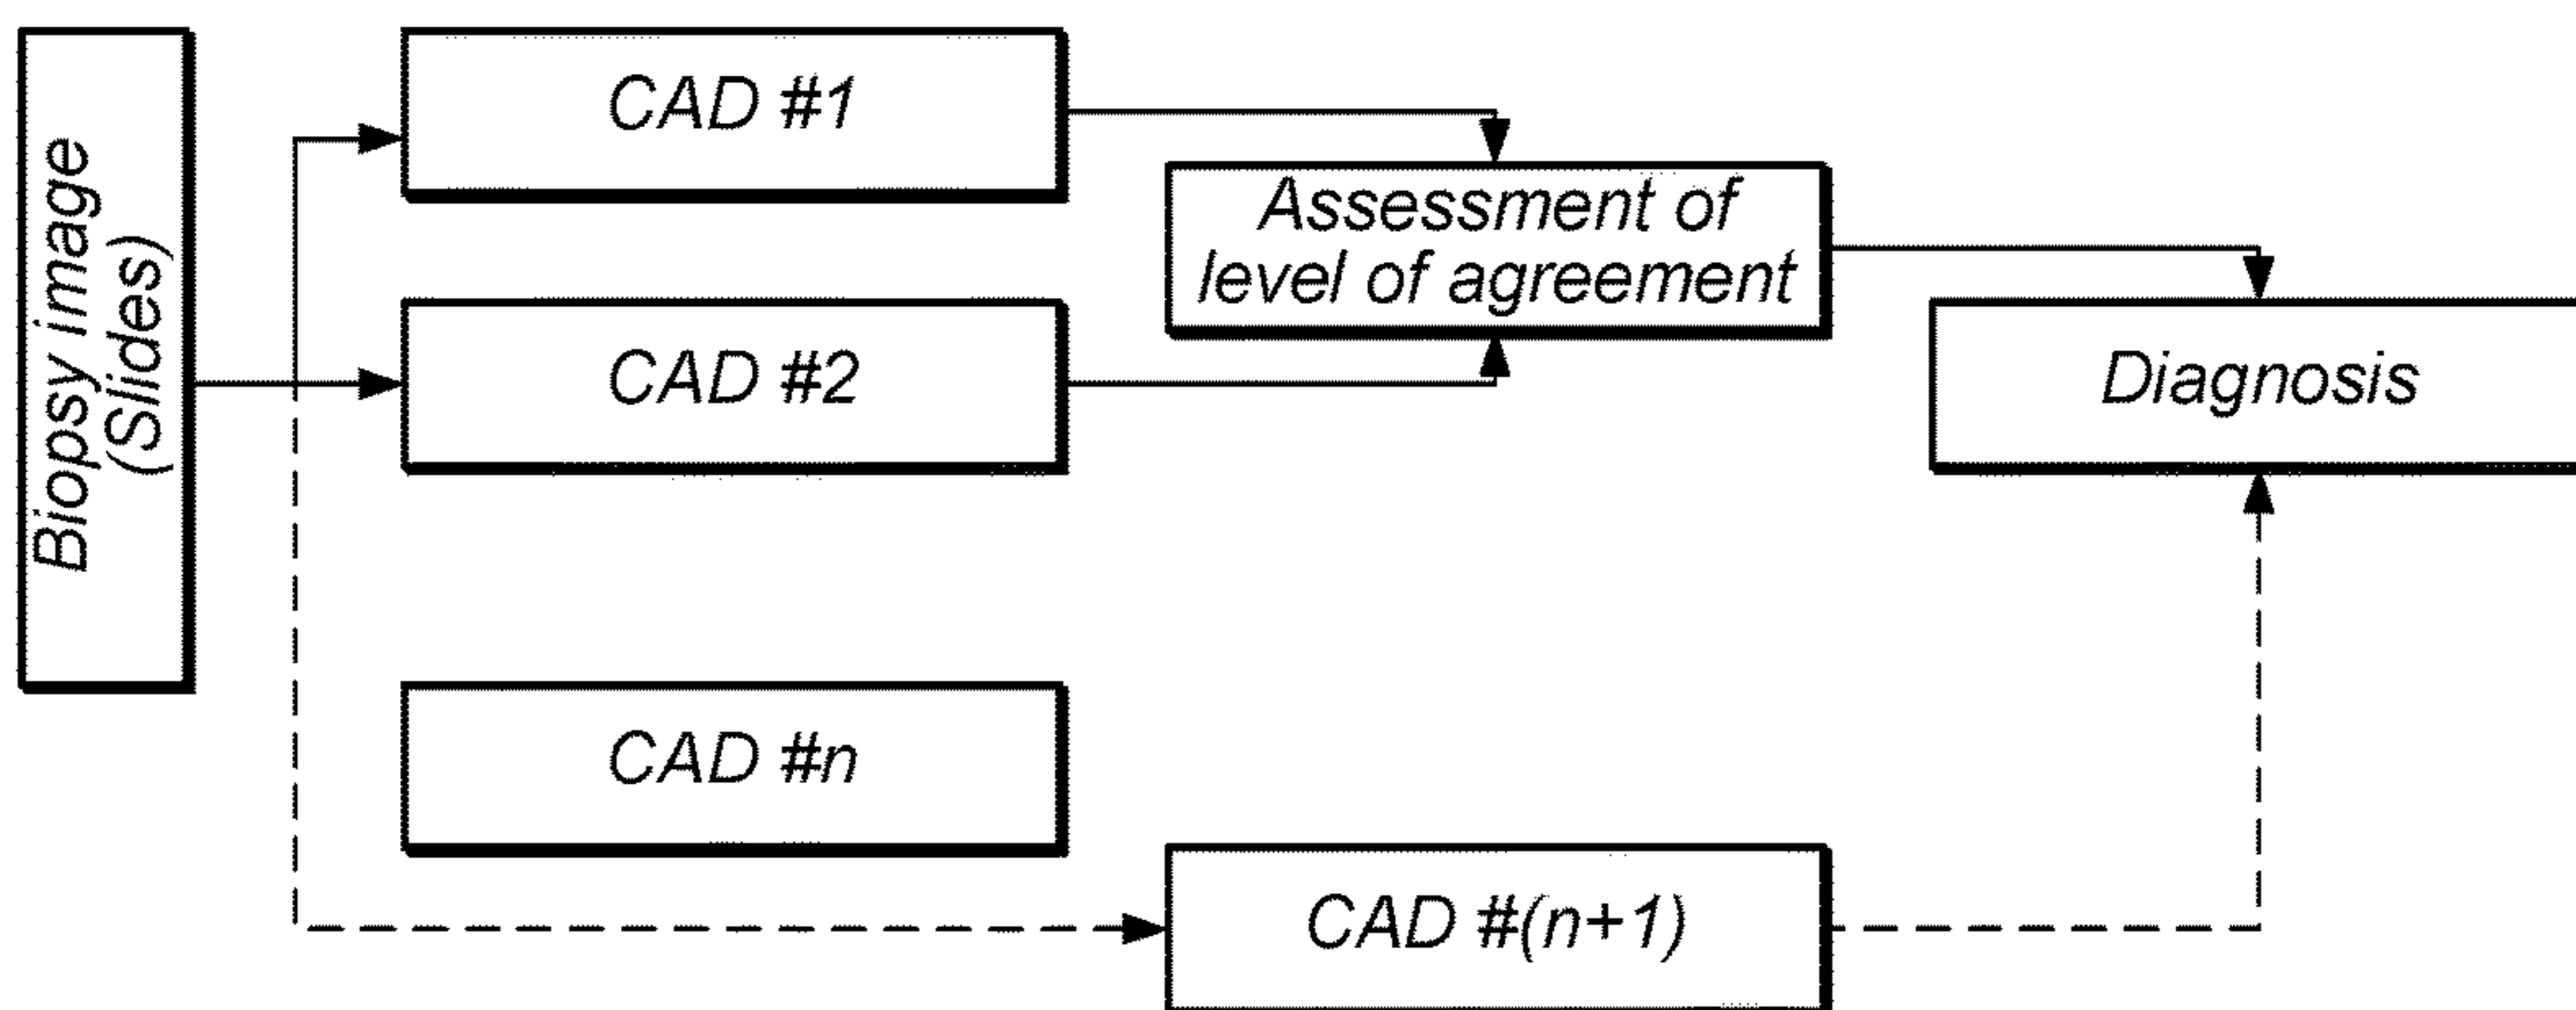 Biopsy image
(Slides)
CAD #1
CAD #2
CAD #n
Assessment of
level of agreement
CAD #(n+1)
Diagnosis